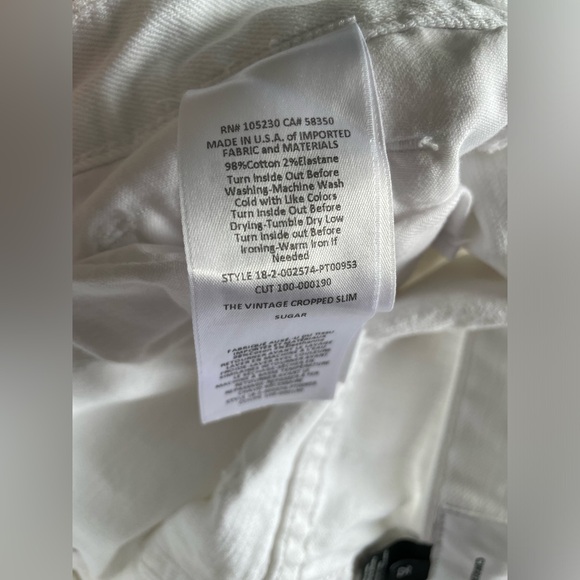 RN# 105230 CA# 58350
MADE IN U.S.A. of IMPORTED
FABRIC and MATERIALS
98%Cotton 2%Elastane
Turn Inside Out Before
Washing-Machine Wash
Cold with Like Colors
Turn Inside Out Before
Drying-Tumble Dry Low
Turn Inside out Before
Ironing-Warm Iron If
Needed
STYLE 18-2-002574-PT00953
CUT 100-000190
THE VINTAGE CROPPED SLIM
SUGAR